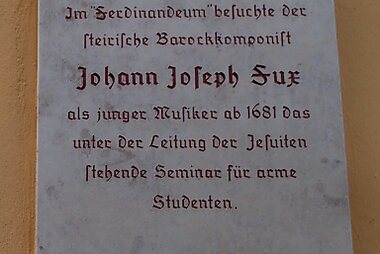 Im "Ferdinandeum" besuchte der
steirische Barockkomponist
Johann Joseph Fux
als junger Musiker ab 1681 das
unter der Leitung der Jesuiten
stehende Seminar für arme
Studenten.